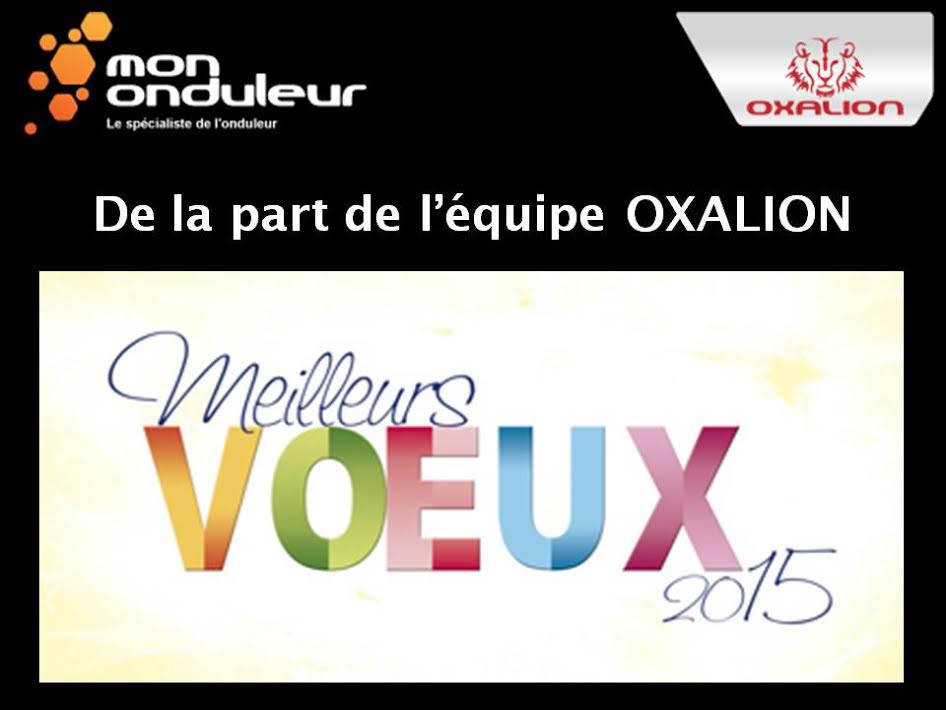 mon
onduleur
Le spécialiste de l'onduleur
OXALION
De la part de l’équipe OXALION
Meilleurs
VOEUX
2015